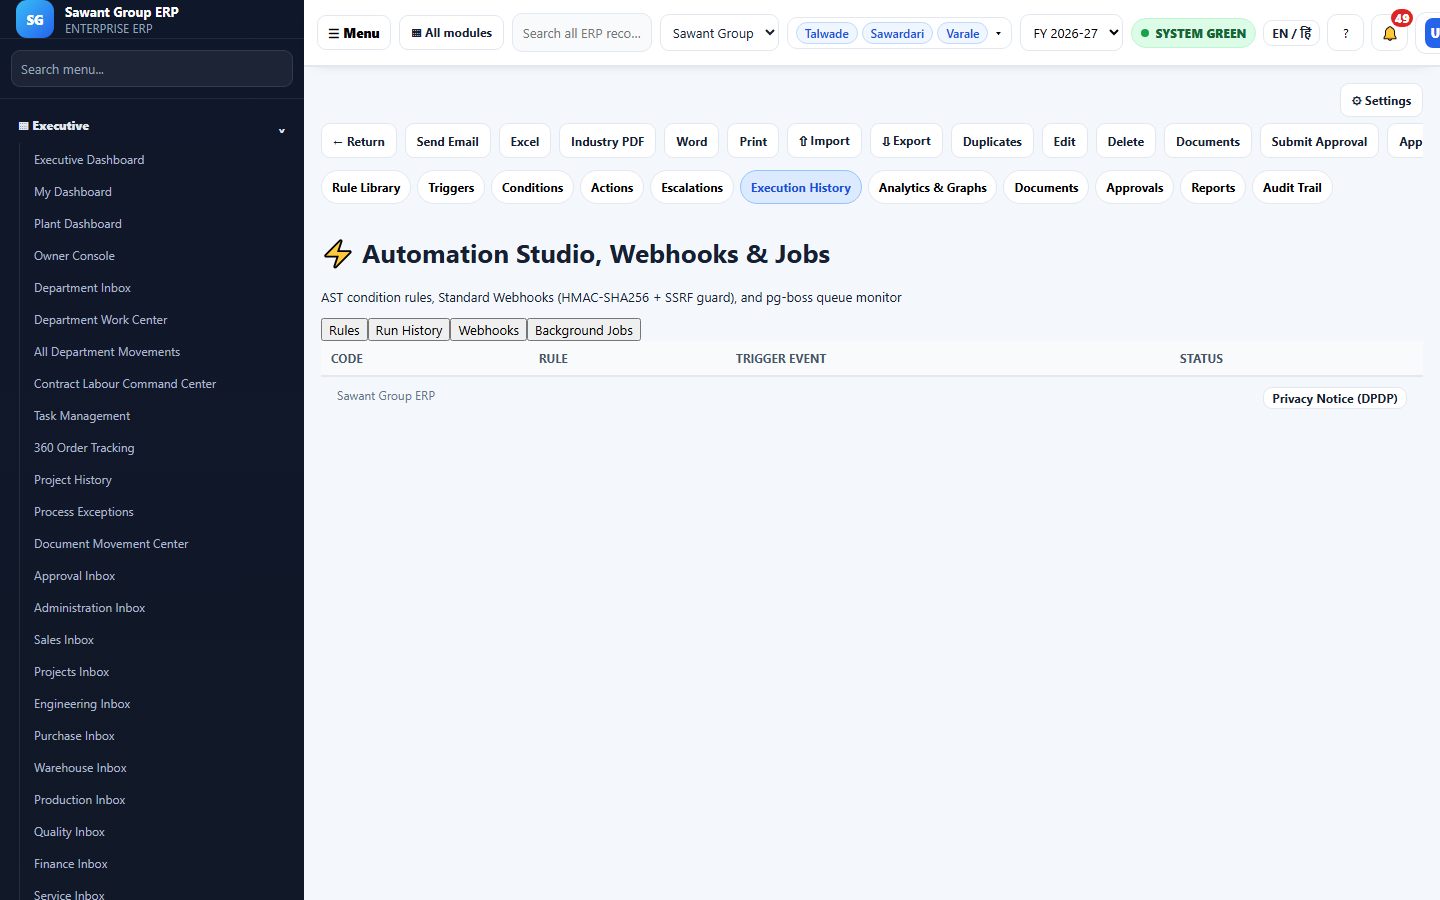 SG
Sawant Group ERP
ENTERPRISE ERP
Search menu...
Executive
Executive Dashboard
My Dashboard
Plant Dashboard
Owner Console
Department Inbox
Department Work Center
All Department Movements
Contract Labour Command Center
Task Management
360 Order Tracking
Project History
Process Exceptions
Document Movement Center
Approval Inbox
Administration Inbox
Sales Inbox
Projects Inbox
Engineering Inbox
Purchase Inbox
Warehouse Inbox
Production Inbox
Quality Inbox
Finance Inbox
Service Inbox
☰ Menu All modules Search all ERP reco... Sawant Group Talwade Sawardari Varale FY 2026-27 SYSTEM GREEN EN / हिं ? 49 U
⚙ Settings
← Return Send Email Excel Industry PDF Word Print ⇧ Import ⇩ Export Duplicates Edit Delete Documents Submit Approval App
Rule Library Triggers Conditions Actions Escalations Execution History Analytics & Graphs Documents Approvals Reports Audit Trail
⚡ Automation Studio, Webhooks & Jobs
AST condition rules, Standard Webhooks (HMAC-SHA256 + SSRF guard), and pg-boss queue monitor
Rules Run History Webhooks Background Jobs
CODE RULE TRIGGER EVENT STATUS
Sawant Group ERP Privacy Notice (DPDP)